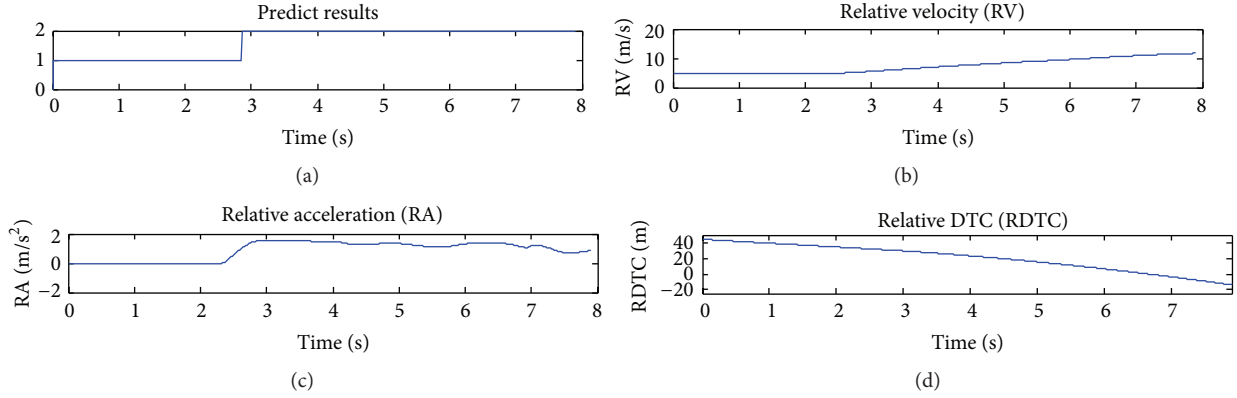 Predict results
2
1
0
0 1 2 3 4 5 6 7 8
Time (s)
(a)
Relative velocity (RV)
RV (m/s)
20
10
0
0 1 2 3 4 5 6 7 8
Time (s)
(b)
Relative acceleration (RA)
RA (m/s²)
2
0
−2
0 1 2 3 4 5 6 7 8
Time (s)
(c)
Relative DTC (RDTC)
RDTC (m)
40
20
0
−20
0 1 2 3 4 5 6 7
Time (s)
(d)